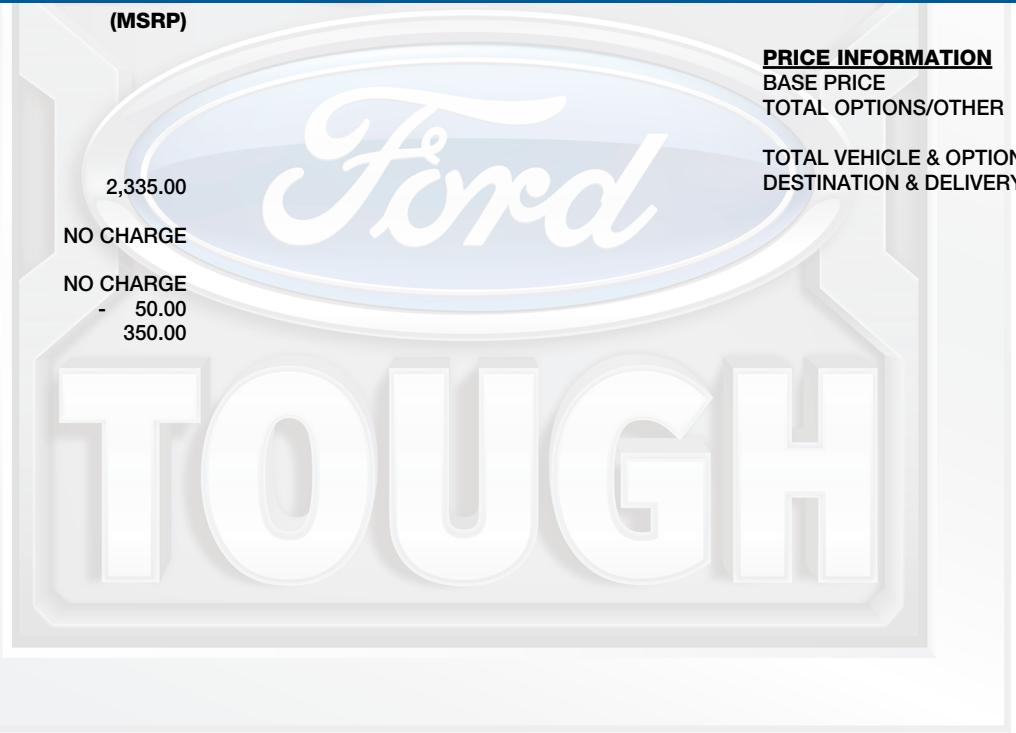 (MSRP)
2,335.00
NO CHARGE
NO CHARGE
- 50.00
350.00
PRICE INFORMATION
BASE PRICE
TOTAL OPTIONS/OTHER
TOTAL VEHICLE & OPTION
DESTINATION & DELIVERY
Ford
TOUGH